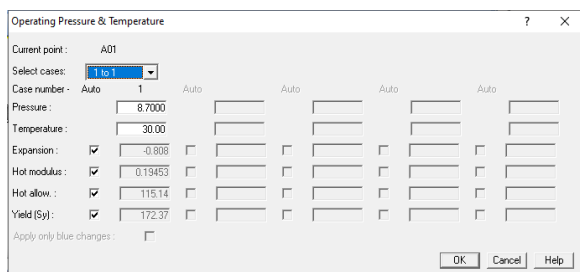 Operating Pressure & Temperature ? ×
Current point : A01
Select cases: 1 to 1
Case number - Auto 1 Auto Auto Auto Auto
Pressure : 8.7000
Temperature : 30.00
Expansion : -0.808
Hot modulus : 0.19453
Hot allow. : 115.14
Yield (Sy) : 172.37
Apply only blue changes :
OK Cancel Help